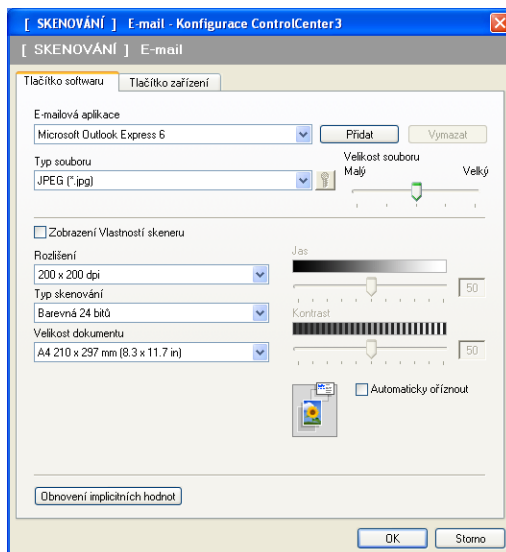 [ SKENOVÁNÍ ] E-mail - Konfigurace ControlCenter3
[ SKENOVÁNÍ ] E-mail
Tlačítko softwaru Tlačítko zařízení
E-mailová aplikace
Microsoft Outlook Express 6 Přidat Vymazat
Typ souboru Velikost souboru
JPEG (*.jpg) Malý Velký
Zobrazení Vlastností skeneru
Rozlišení Jas
200 x 200 dpi 50
Typ skenování
Barevná 24 bitů Kontrast
Velikost dokumentu
A4 210 x 297 mm (8.3 x 11.7 in) 50
Automaticky oříznout
Obnovení implicitních hodnot
OK Storno